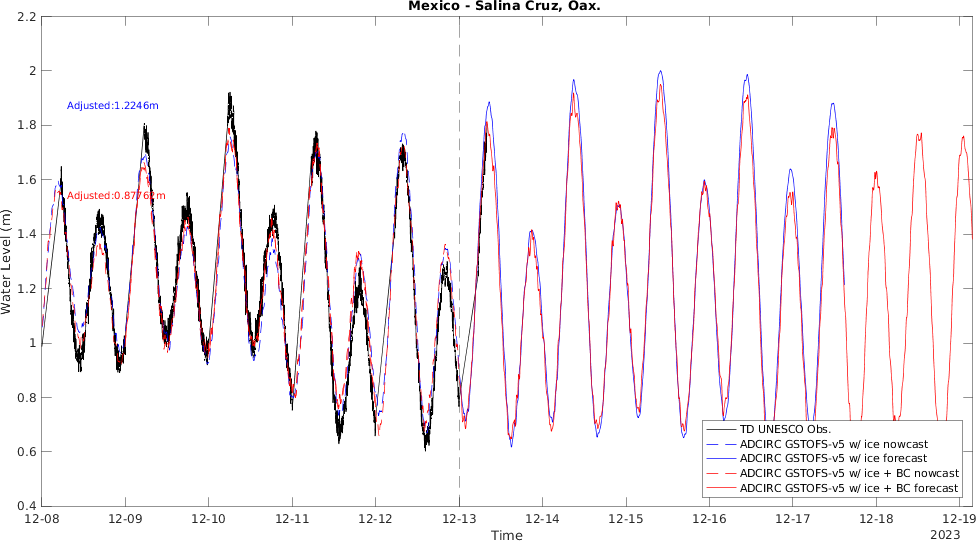 Mexico - Salina Cruz, Oax.
2.2
2
1.8
1.6
1.4
1.2
1
0.8
0.6
0.4
Water Level (m)
Adjusted:1.2246m
TD UNESCO Obs.
ADCIRC GSTOFS-v5 w/ ice nowcast
ADCIRC GSTOFS-v5 w/ ice forecast
ADCIRC GSTOFS-v5 w/ ice + BC nowcast
ADCIRC GSTOFS-v5 w/ ice + BC forecast
12-08 12-09 12-10 12-11 12-12 12-13 12-14 12-15 12-16 12-17 12-18 12-19
Time
2023